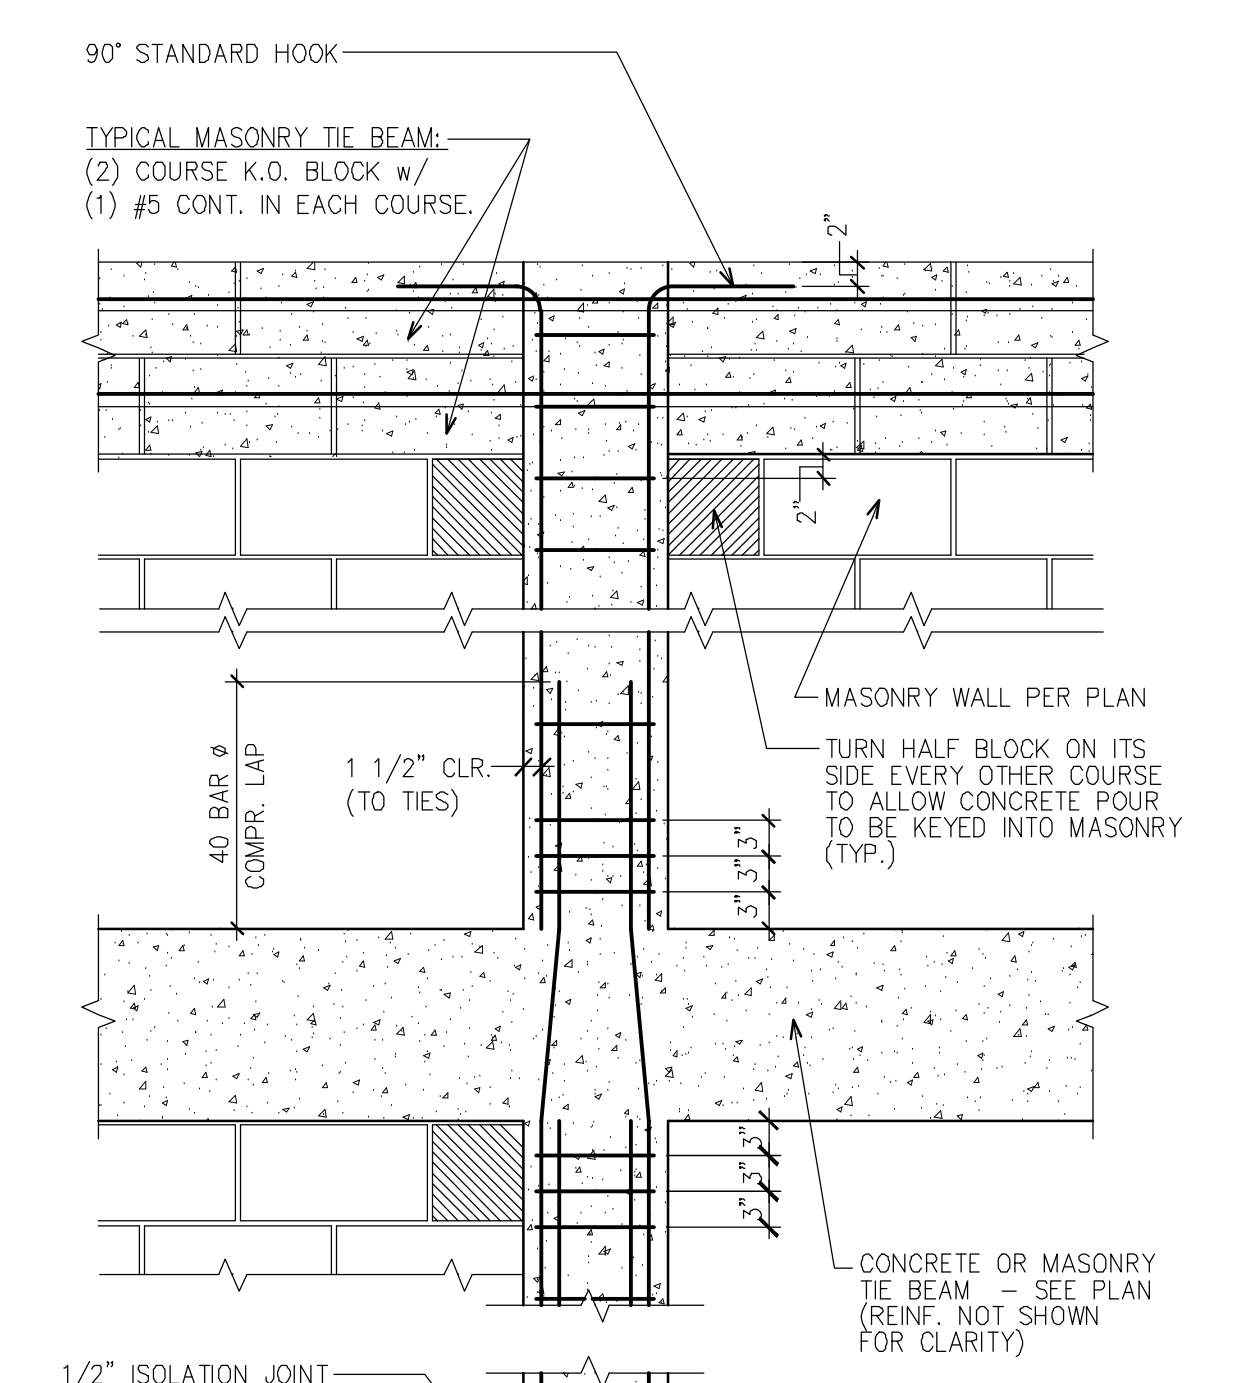 90° STANDARD HOOK
TYPICAL MASONRY TIE BEAM:
(2) COURSE K.O. BLOCK w/
(1) #5 CONT. IN EACH COURSE.
2"
2"
MASONRY WALL PER PLAN
40 BAR ø
COMPR. LAP
1 1/2" CLR.
(TO TIES)
TURN HALF BLOCK ON ITS
SIDE EVERY OTHER COURSE
TO ALLOW CONCRETE POUR
TO BE KEYED INTO MASONRY
(TYP.)
3"
3"
3"
3"
3"
3"
CONCRETE OR MASONRY
TIE BEAM – SEE PLAN
(REINF. NOT SHOWN
FOR CLARITY)
1/2" ISOLATION JOINT